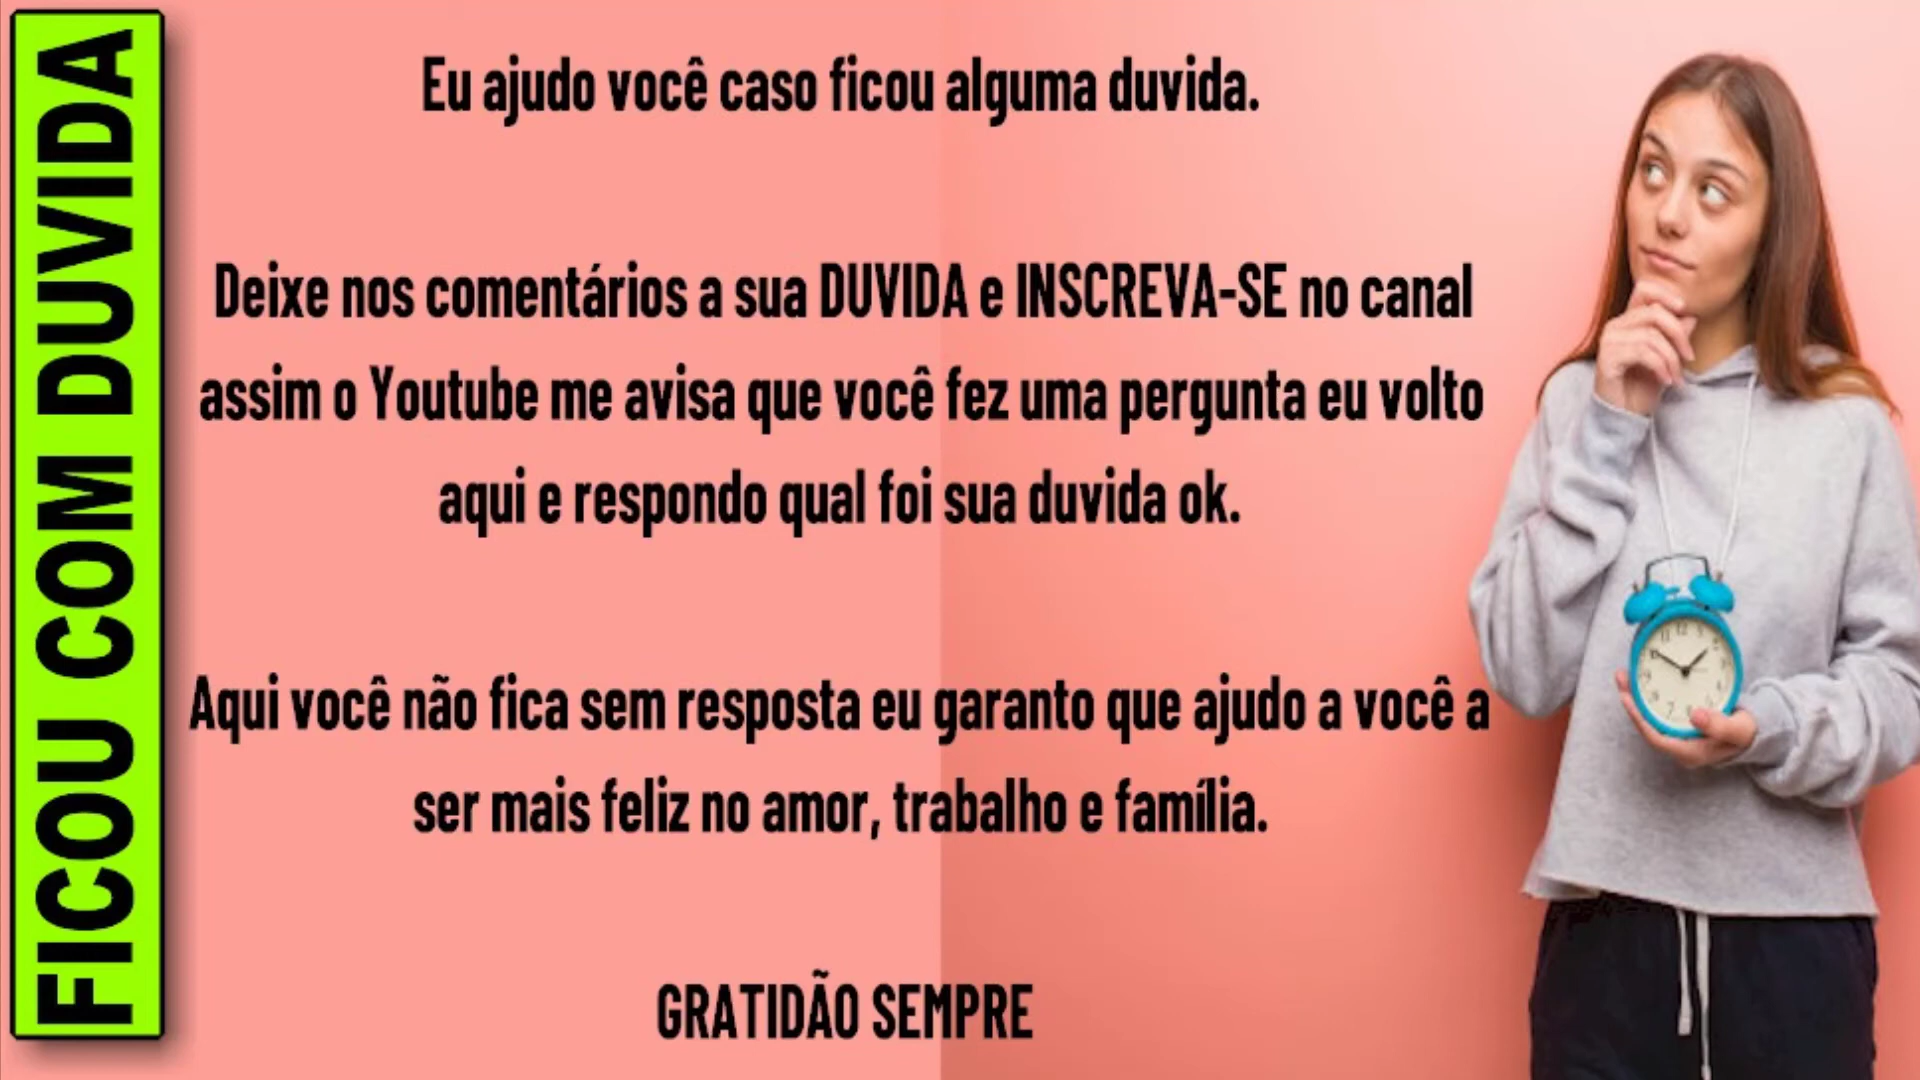 FICOU COM DUVIDA
Eu ajudo você caso ficou alguma duvida.
Deixe nos comentários a sua DUVIDA e INSCREVA-SE no canal
assim o Youtube me avisa que você fez uma pergunta eu volto
aqui e respondo qual foi sua duvida ok.
Aqui você não fica sem resposta eu garanto que ajudo a você a
ser mais feliz no amor, trabalho e família.
GRATIDÃO SEMPRE